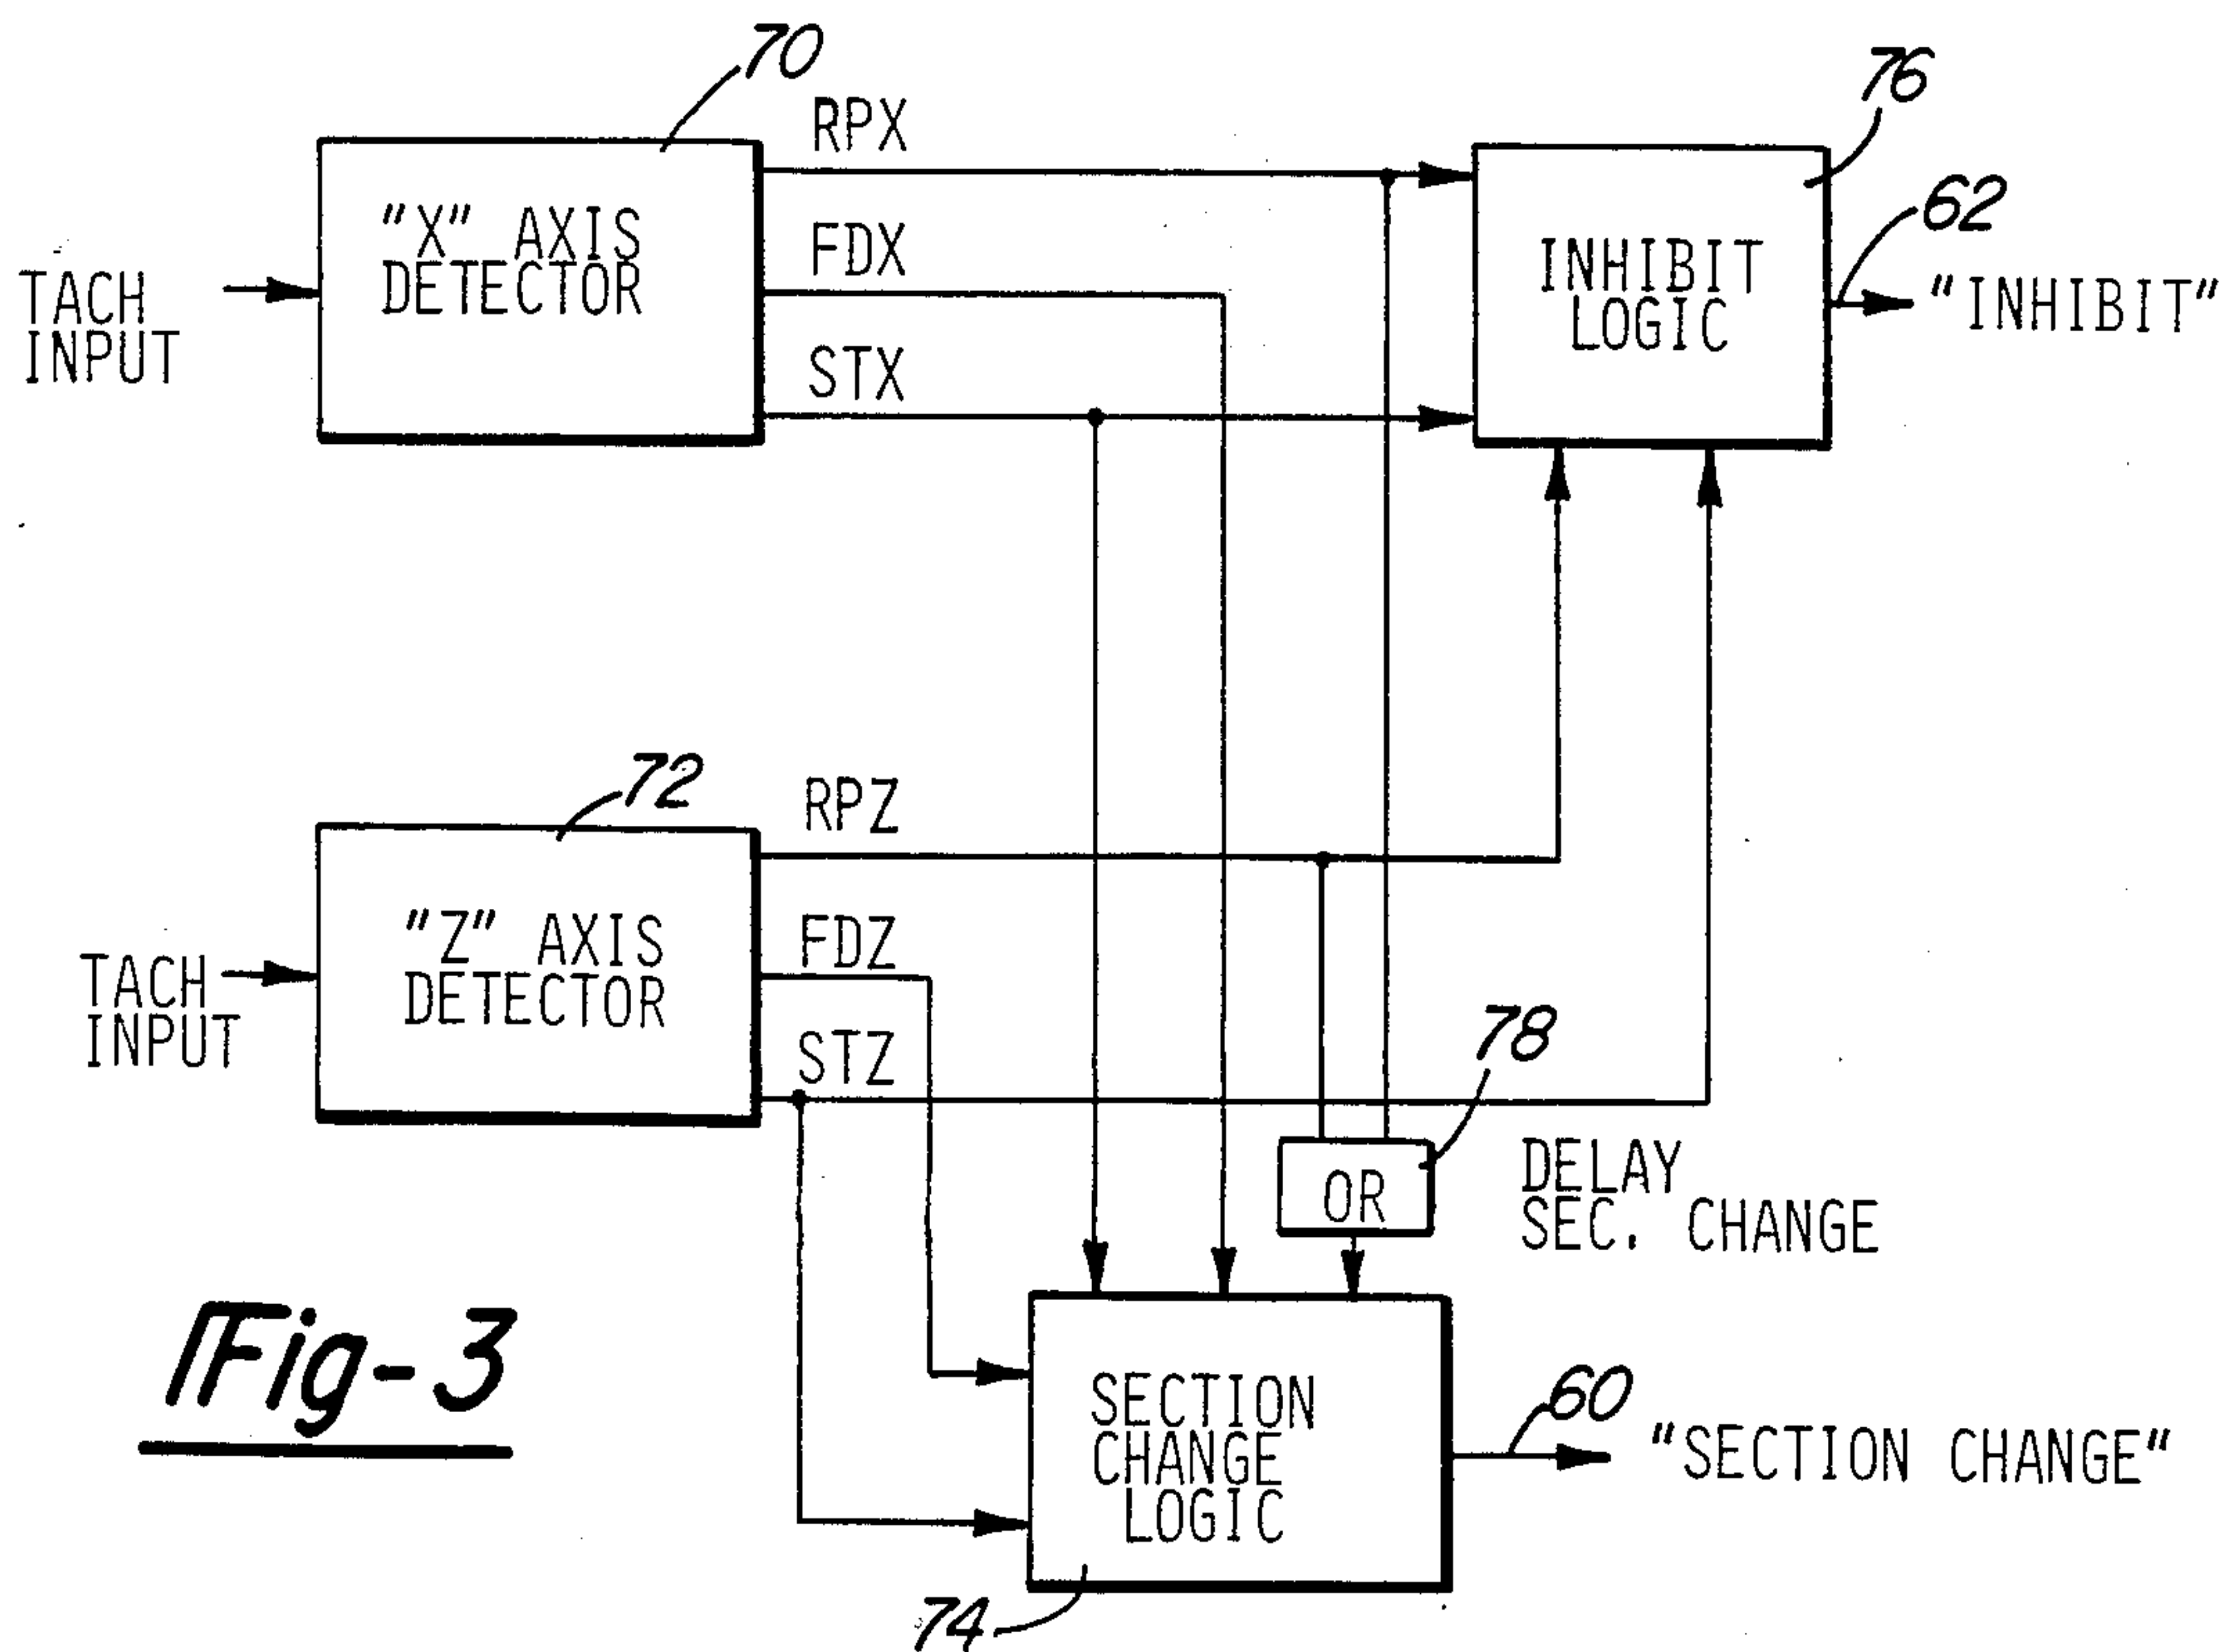 70
RPX
76
"X" AXIS
DETECTOR
FDX
INHIBIT
LOGIC
62
"INHIBIT"
TACH
INPUT
STX
72
RPZ
"Z" AXIS
DETECTOR
FDZ
TACH
INPUT
STZ
78
OR
DELAY
SEC. CHANGE
Fig-3
SECTION
CHANGE
LOGIC
60
"SECTION CHANGE"
74